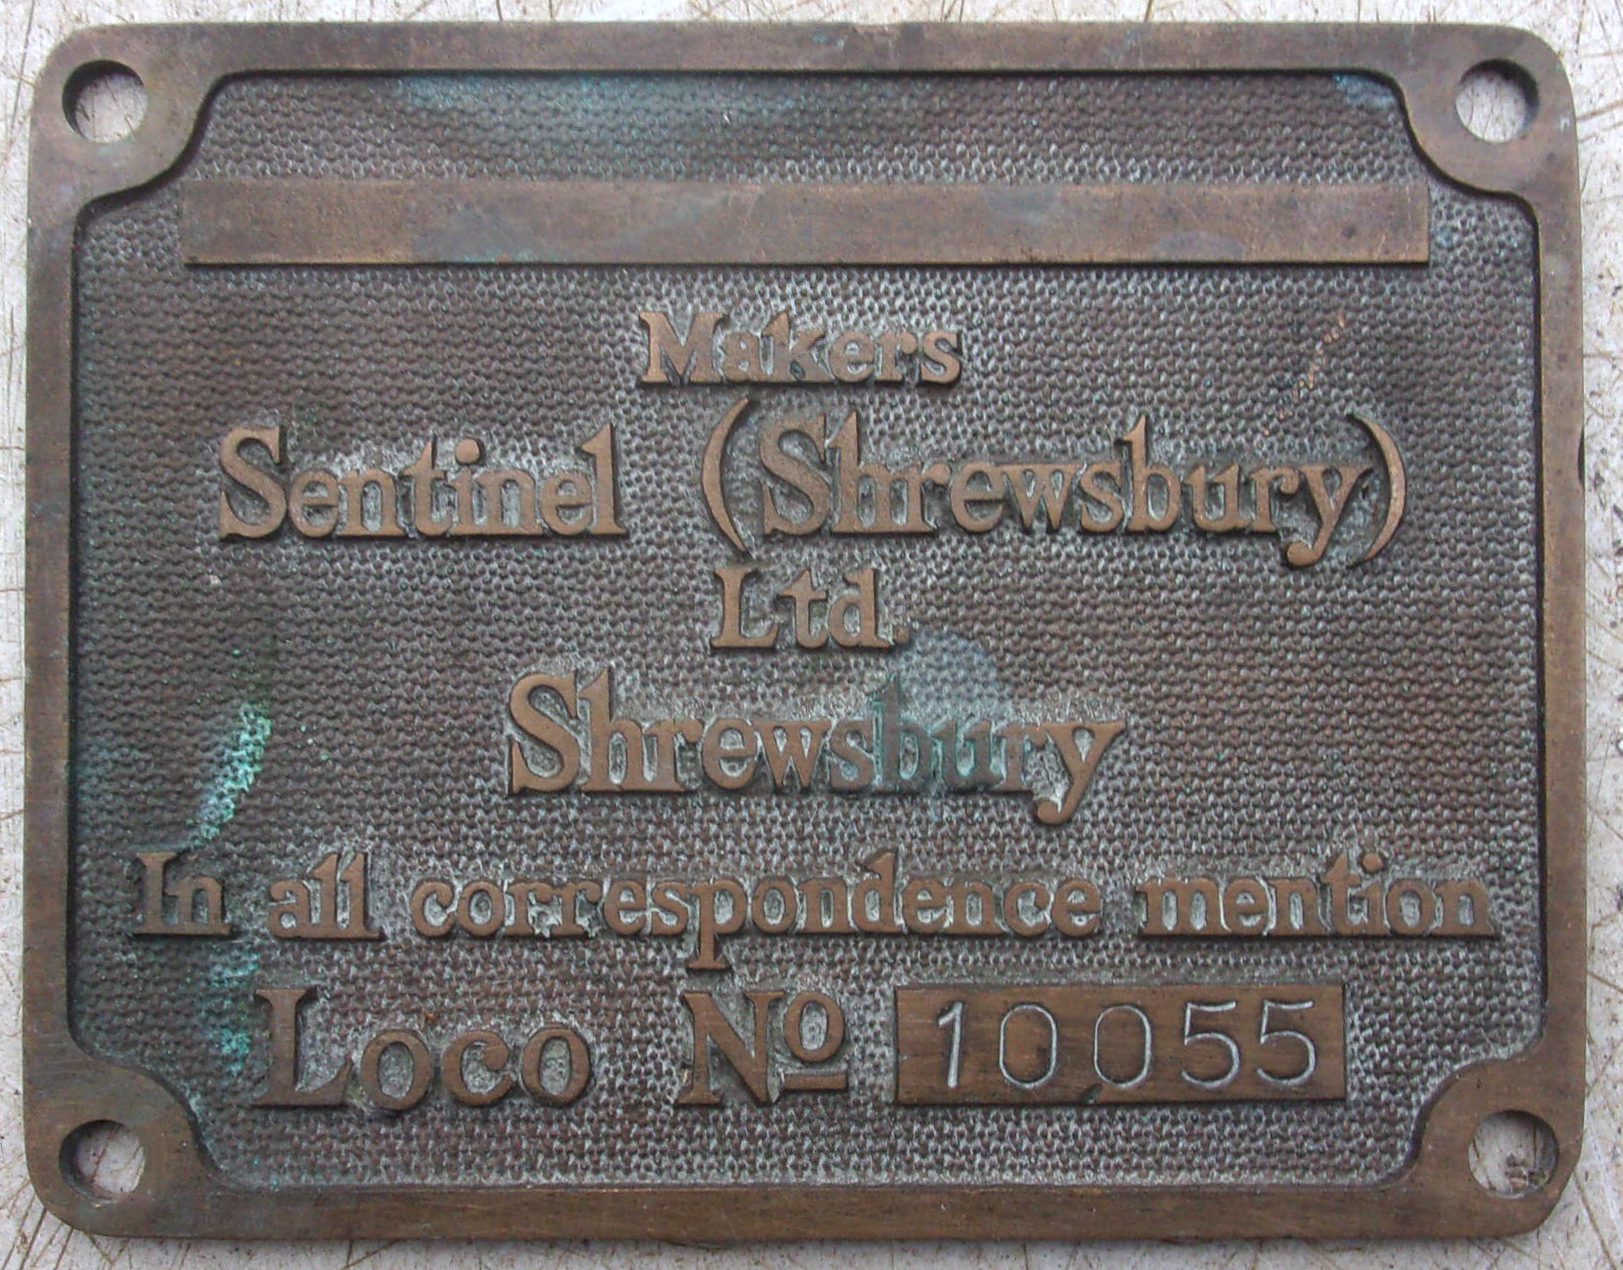 Makers
Sentinel (Shrewsbury)
Ltd.
Shrewsbury
In all correspondence mention
Loco Nº 10055